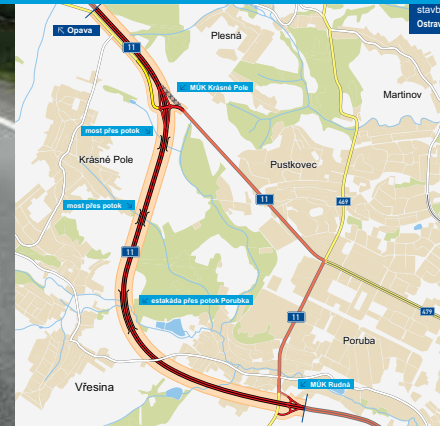 stavb
Ostrav
Opava
Plesná
11
MÚK Krásné Pole
Martinov
most přes potok
Krásné Pole
Pustkovec
most přes potok
11
469
11
estakáda přes potok Porubka
11
479
Poruba
Vřesina
MÚK Rudná